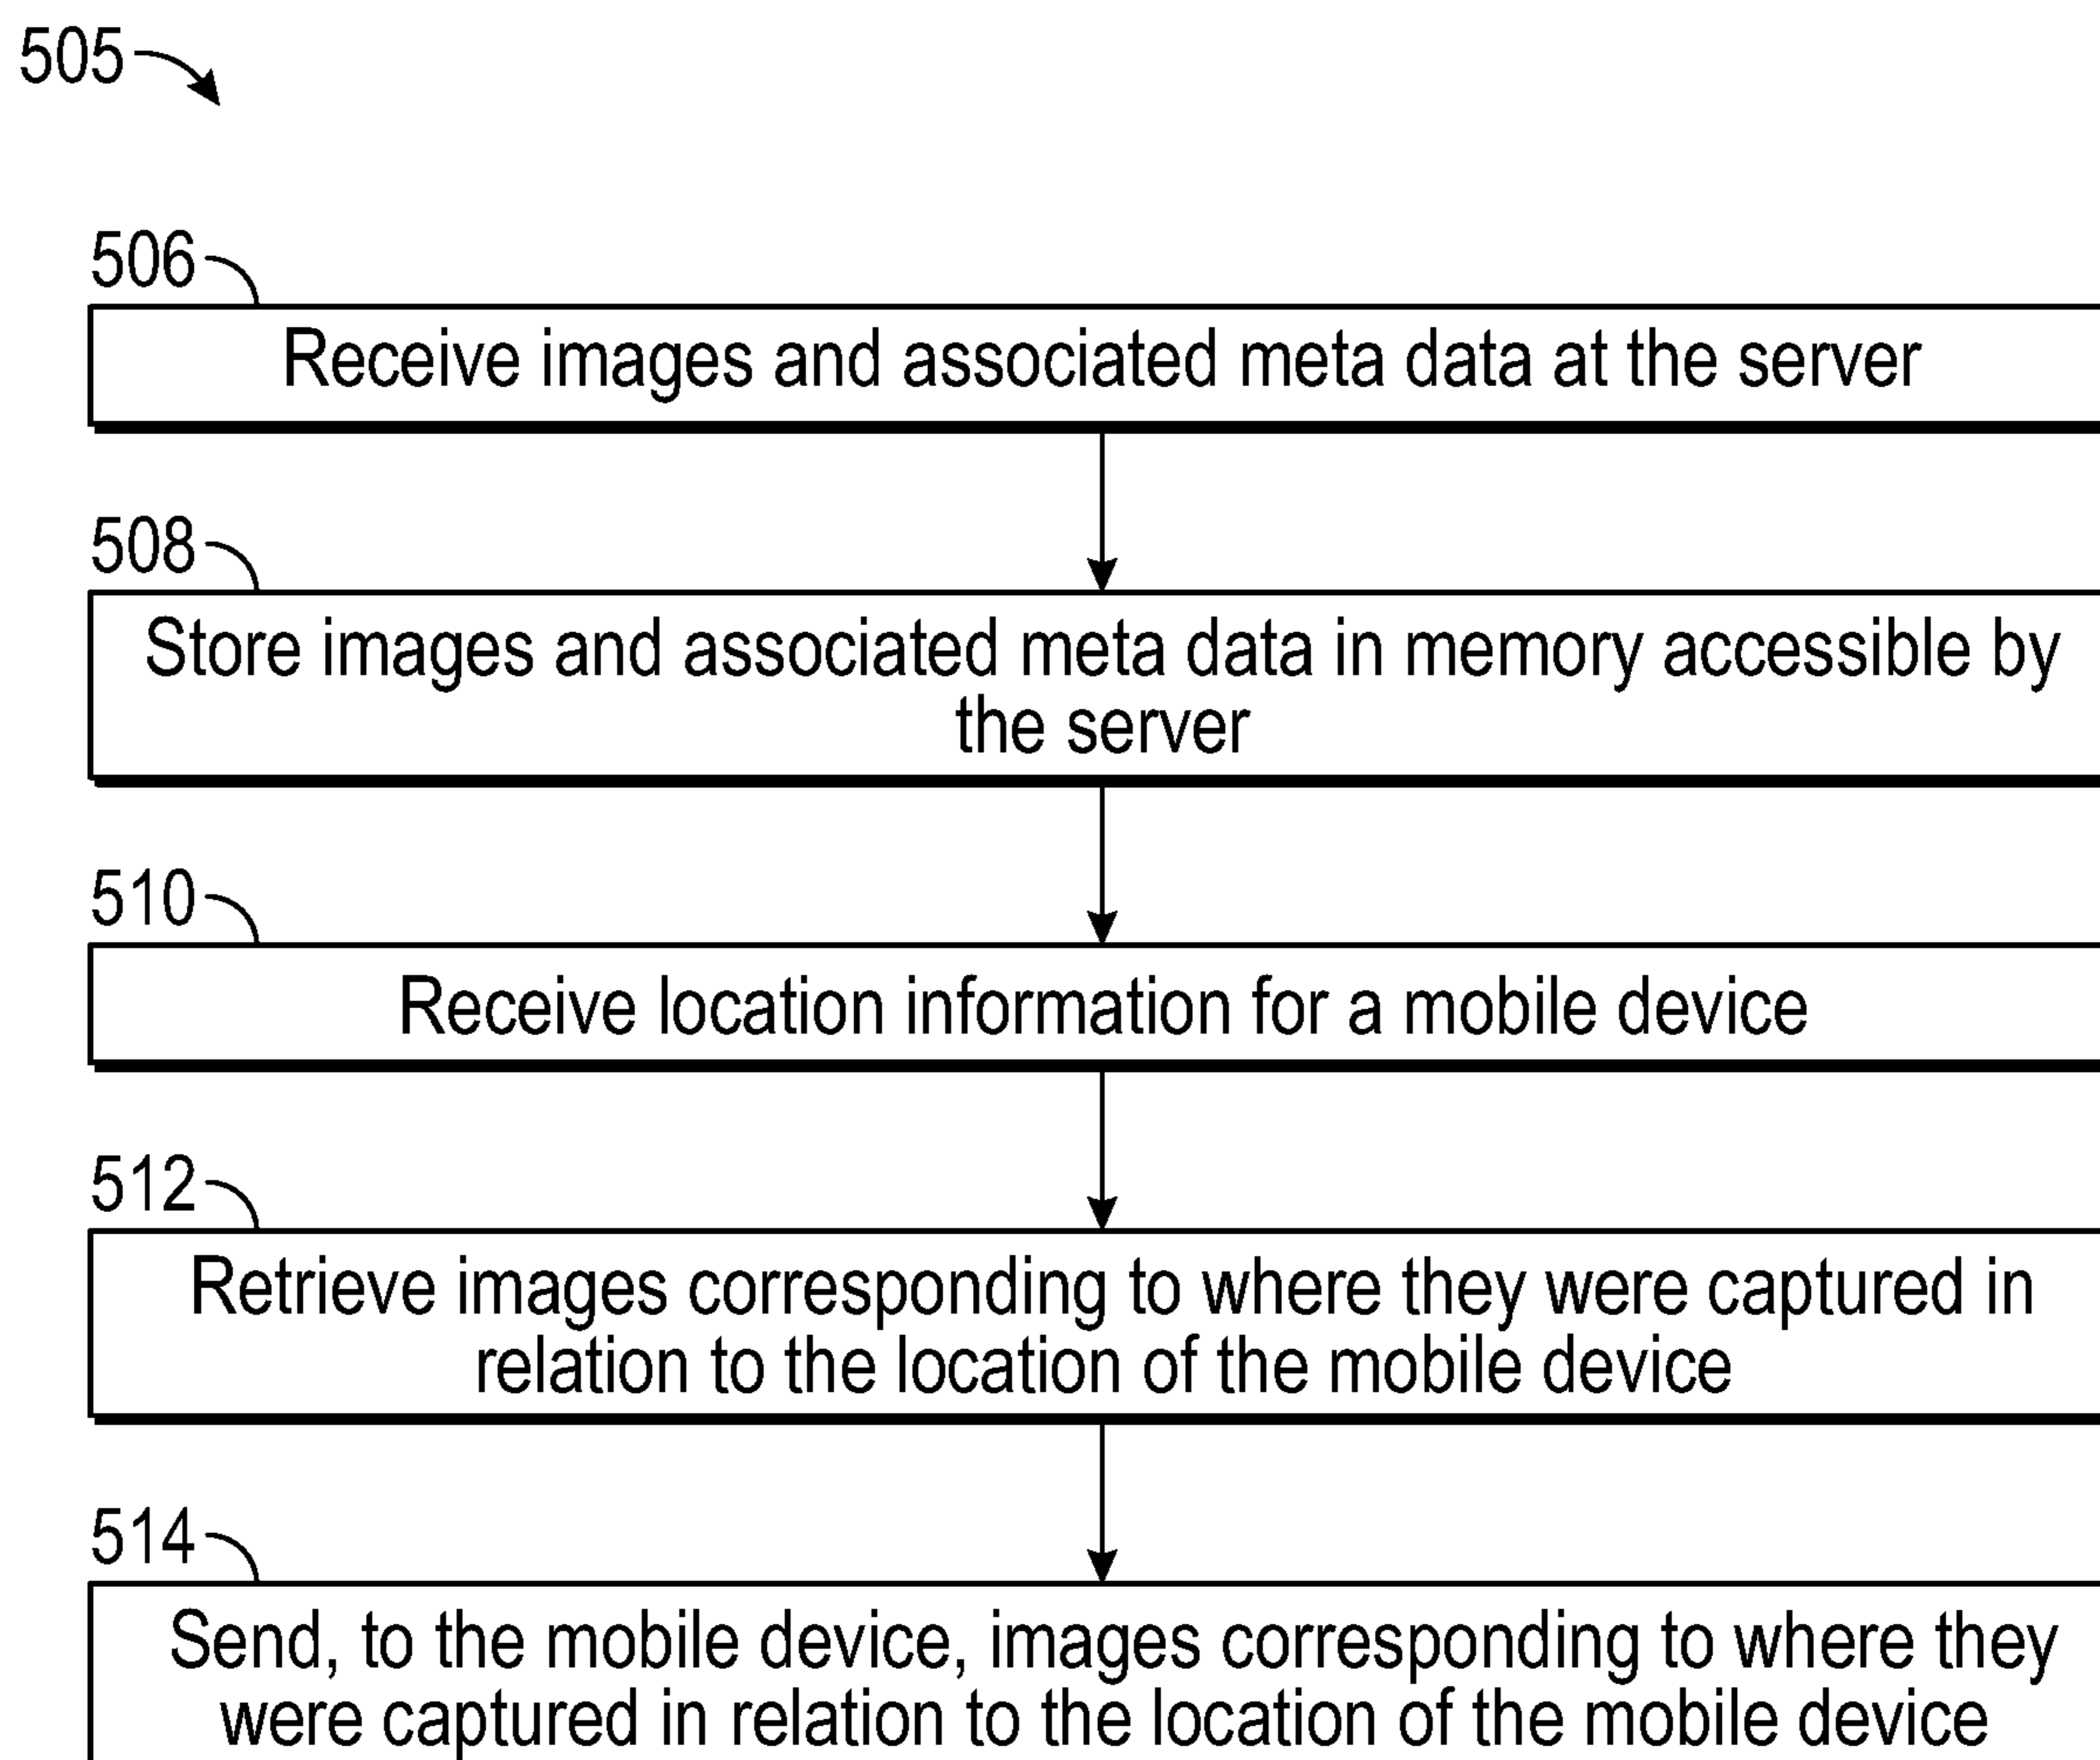 505
506
Receive images and associated meta data at the server
508
Store images and associated meta data in memory accessible by
the server
510
Receive location information for a mobile device
512
Retrieve images corresponding to where they were captured in
relation to the location of the mobile device
514
Send, to the mobile device, images corresponding to where they
were captured in relation to the location of the mobile device